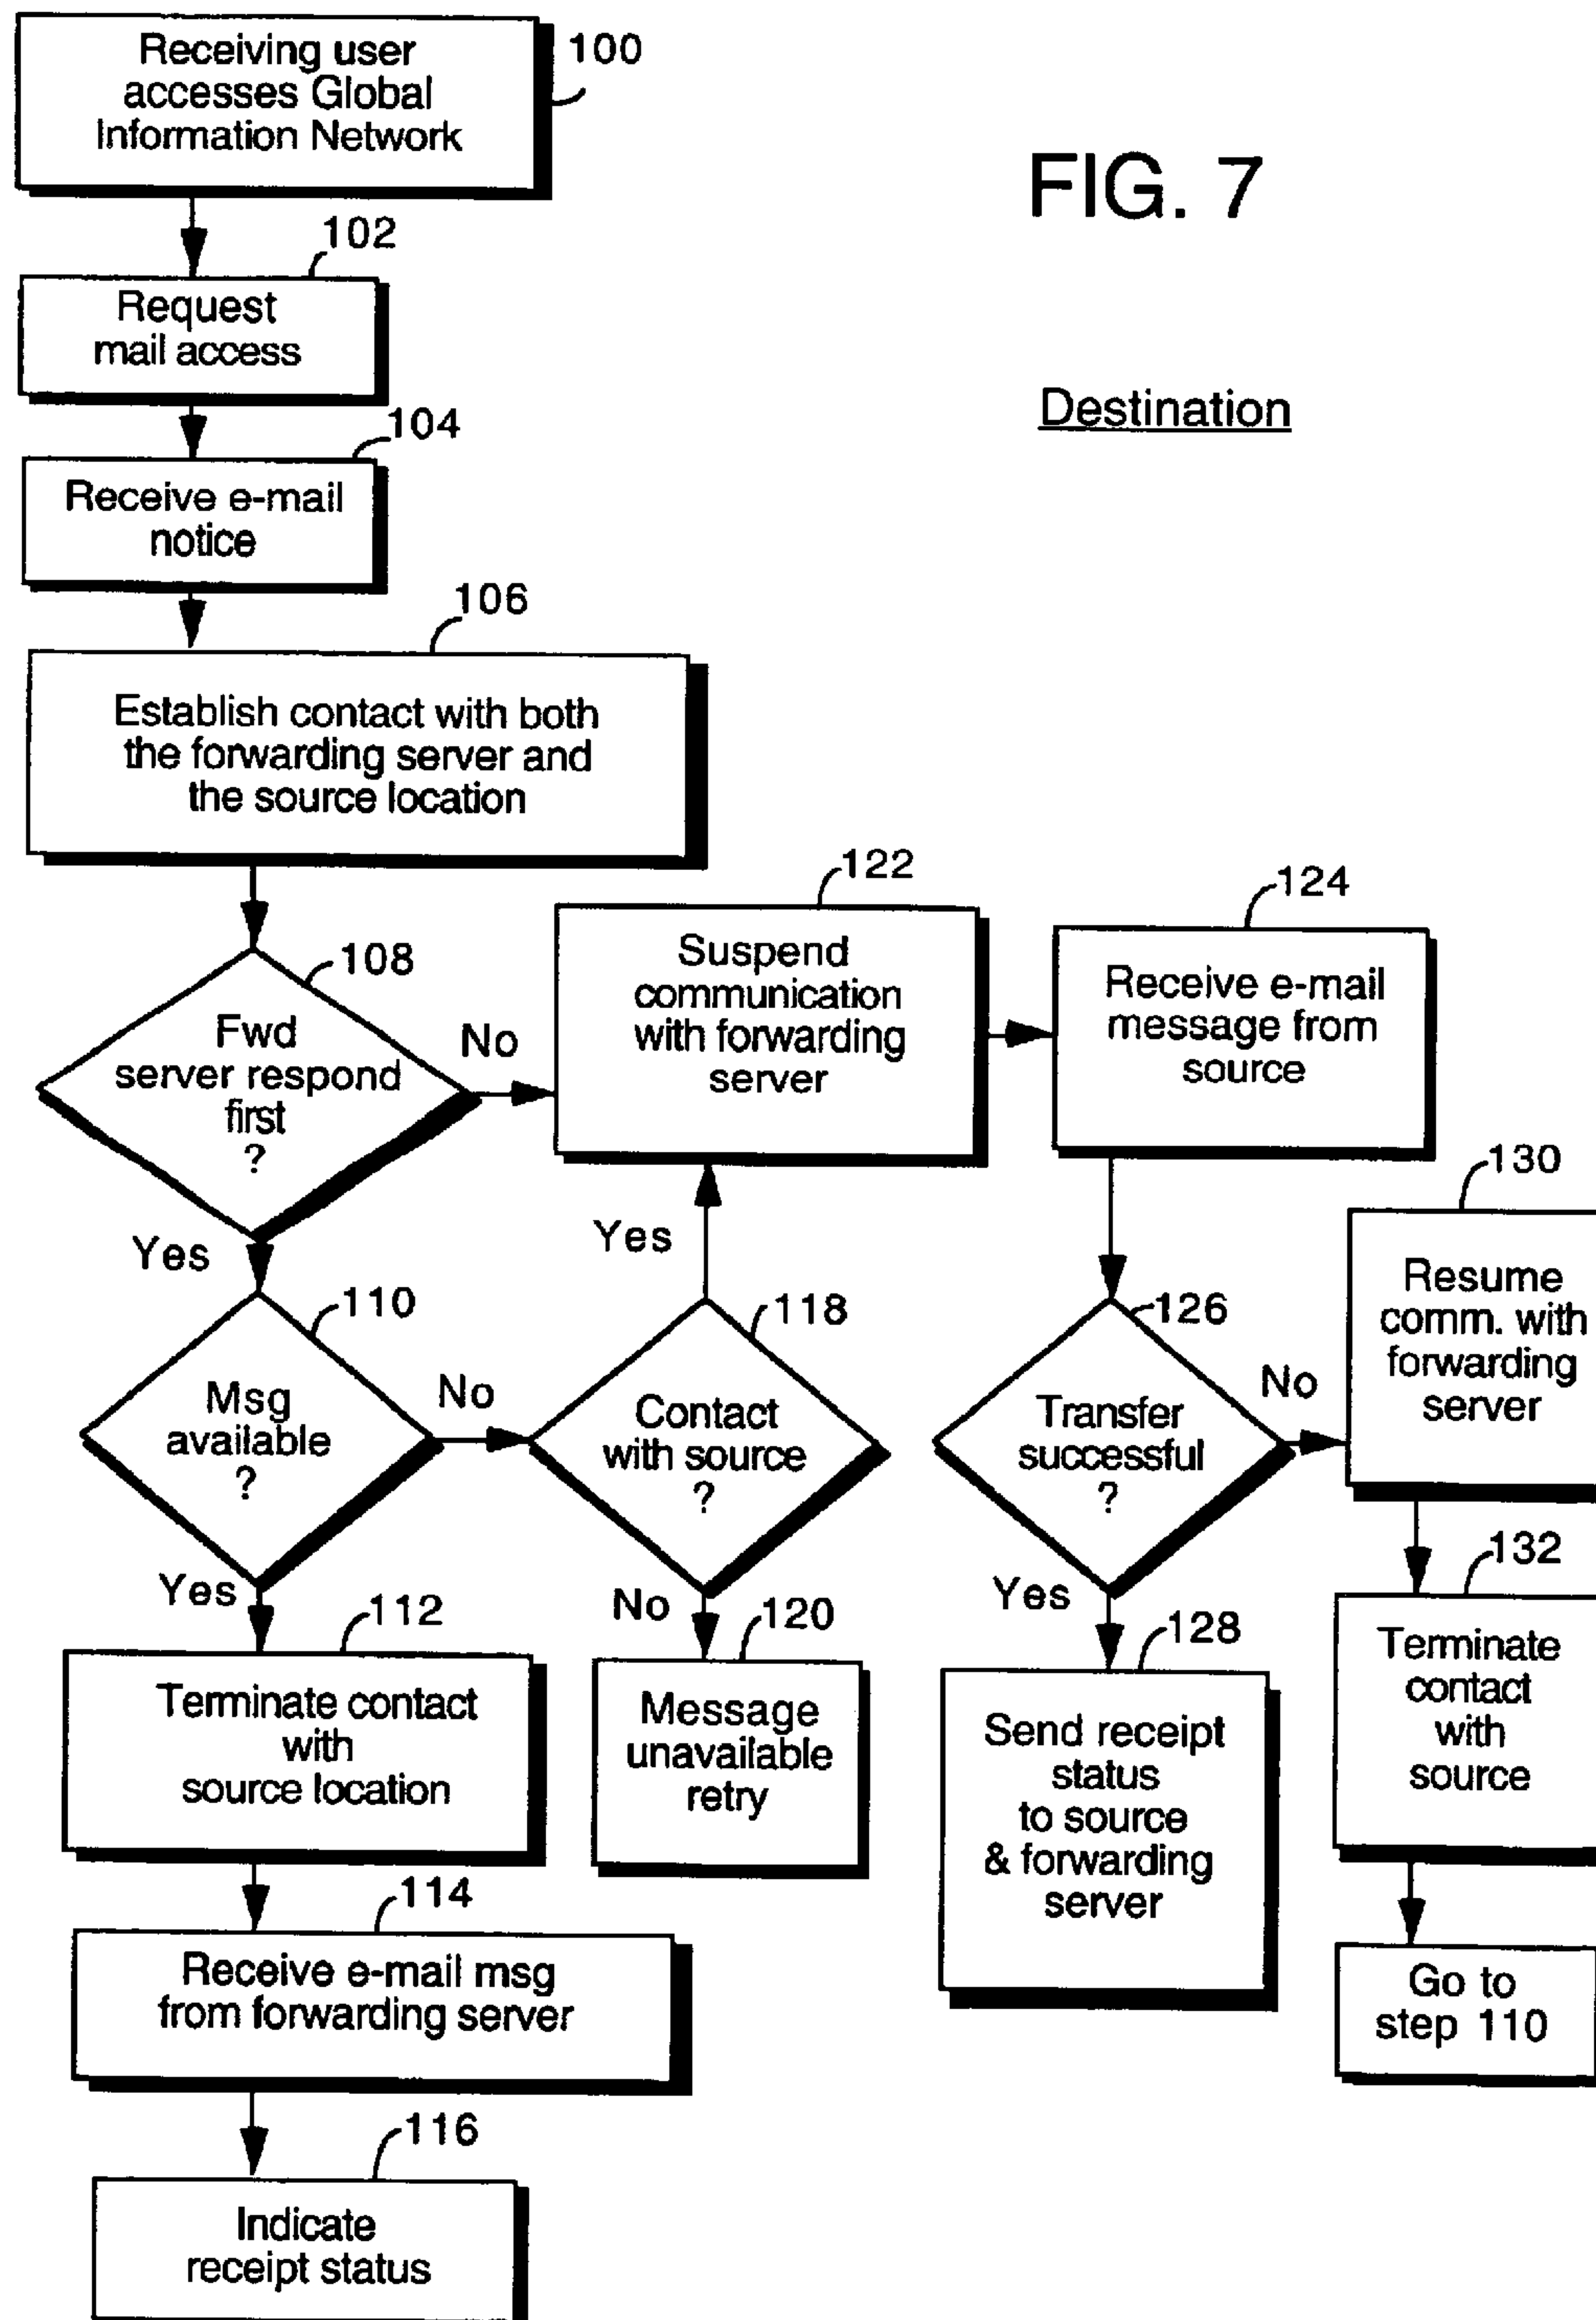 Receiving user
accesses Global
Information Network
100
FIG. 7
102
Request
mail access
Destination
104
Receive e-mail
notice
106
Establish contact with both
the forwarding server and
the source location
108
Fwd
server respond
first
?
No
Yes
122
Suspend
communication
with forwarding
server
124
Receive e-mail
message from
source
110
Msg
available
?
No
Yes
118
Contact
with source
?
Yes
No
126
Transfer
successful
?
No
Yes
130
Resume
comm. with
forwarding
server
112
Terminate contact
with
source location
120
Message
unavailable
retry
128
Send receipt
status
to source
& forwarding
server
132
Terminate
contact
with
source
114
Receive e-mail msg
from forwarding server
Go to
step 110
116
Indicate
receipt status